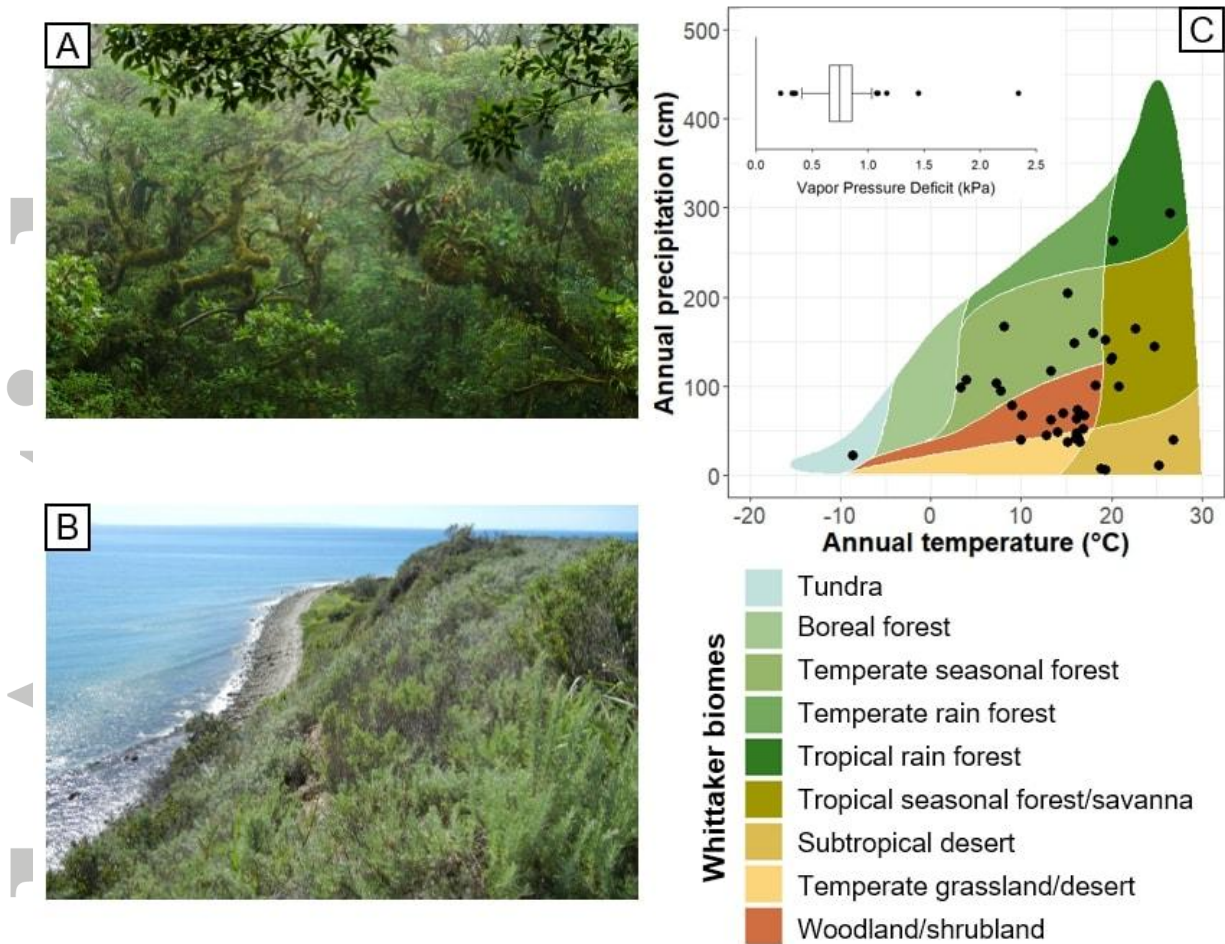 A
B
C
500
400
300
200
100
0
Annual precipitation (cm)
0.0 0.5 1.0 1.5 2.0 2.5
Vapor Pressure Deficit (kPa)
-20 -10 0 10 20 30
Annual temperature (°C)
Whittaker biomes
Tundra
Boreal forest
Temperate seasonal forest
Temperate rain forest
Tropical rain forest
Tropical seasonal forest/savanna
Subtropical desert
Temperate grassland/desert
Woodland/shrubland